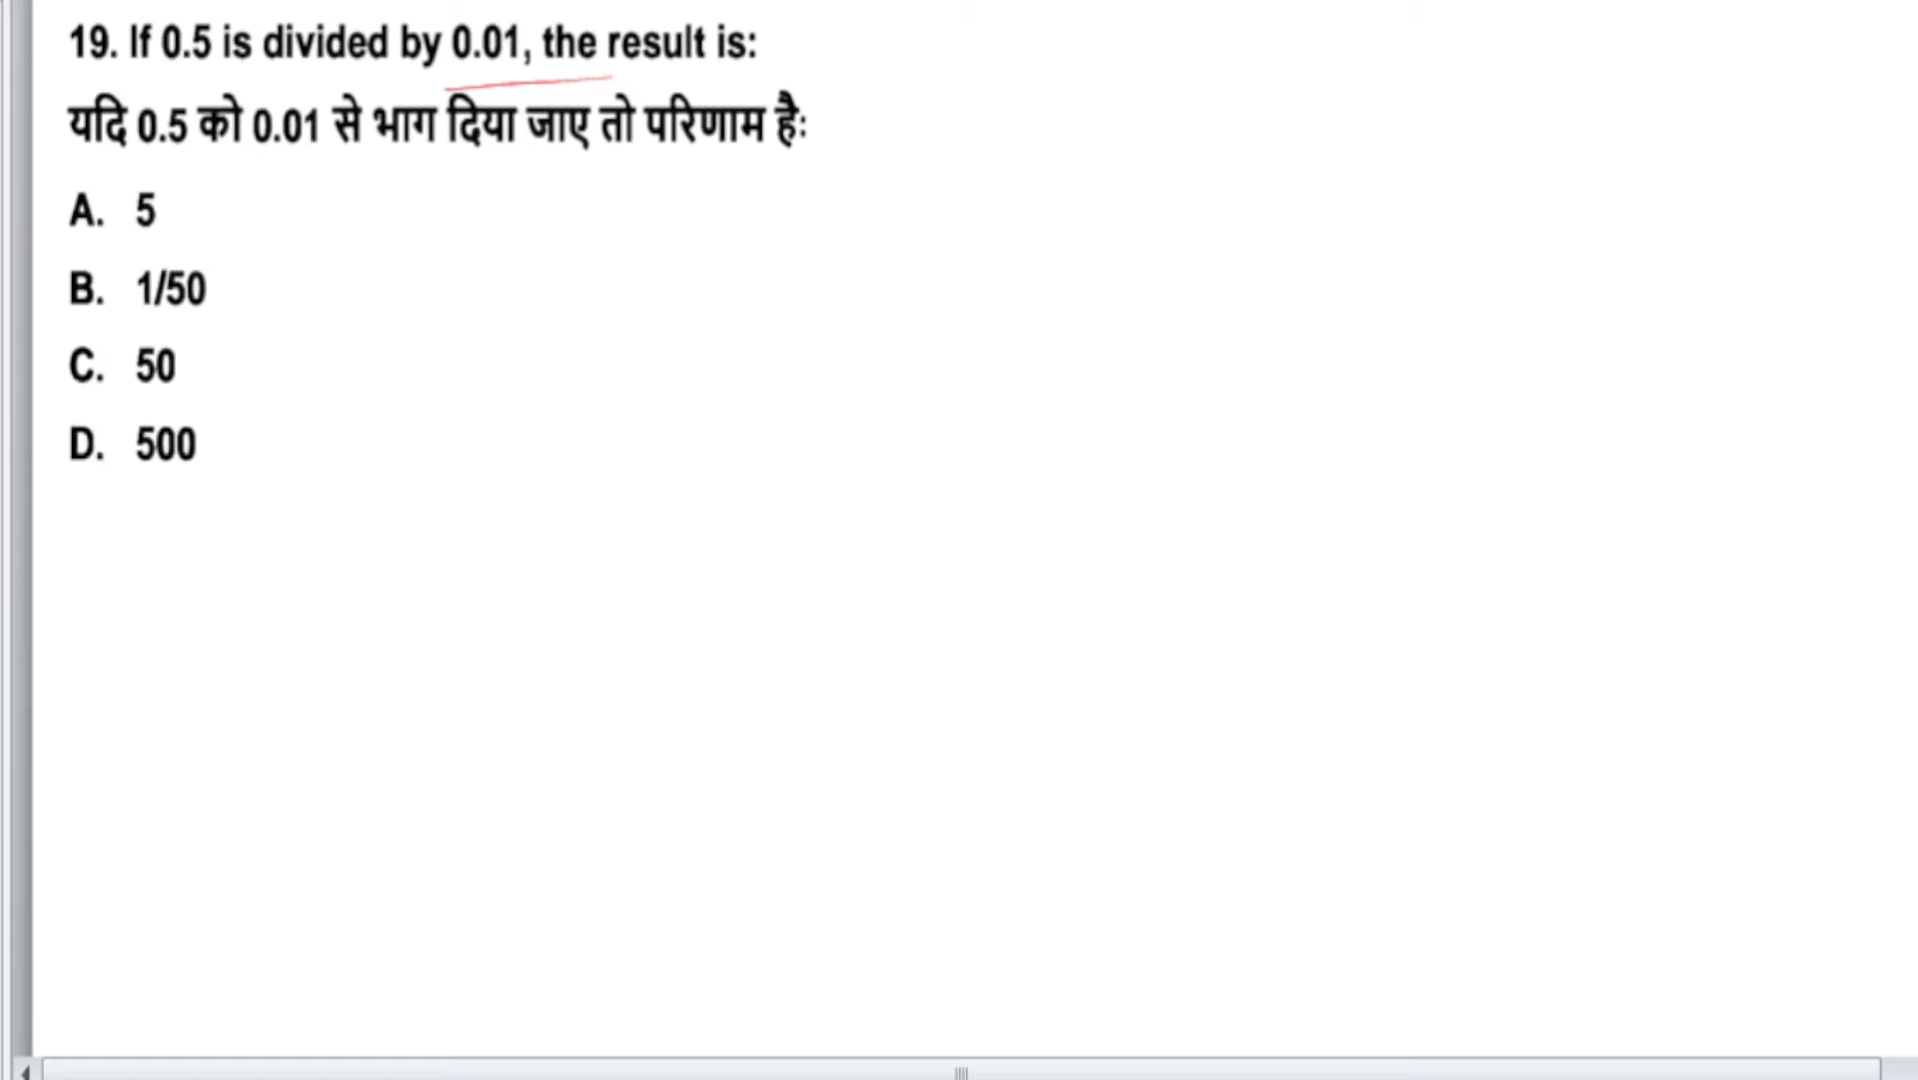 19. If 0.5 is divided by 0.01, the result is:
यदि 0.5 को 0.01 से भाग दिया जाए तो परिणाम है:
A. 5
B. 1/50
C. 50
D. 500